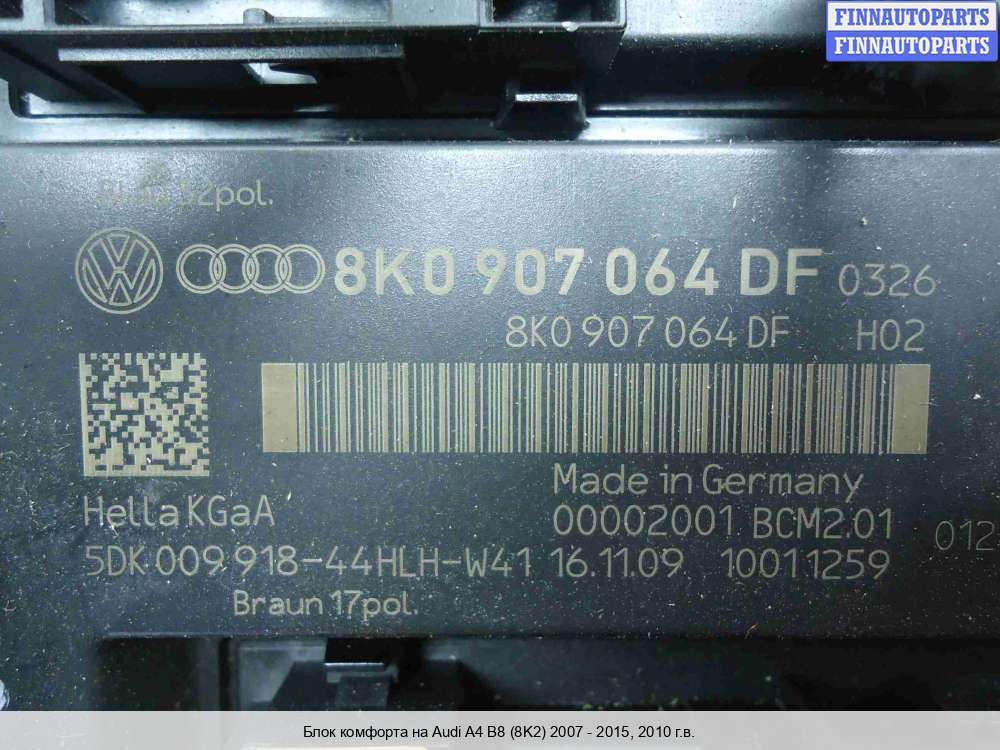 FINNAUTOPARTS
FINNAUTOPARTS
32pol.
8K0 907 064 DF 0326
8K0 907 064 DF H02
Made in Germany
Hella KGaA
00002001 BCM2.01
012
5DK 009 918-44HLH-W41 16.11.09 10011259
Braun 17pol.
Блок комфорта на Audi A4 B8 (8K2) 2007 - 2015, 2010 г.в.